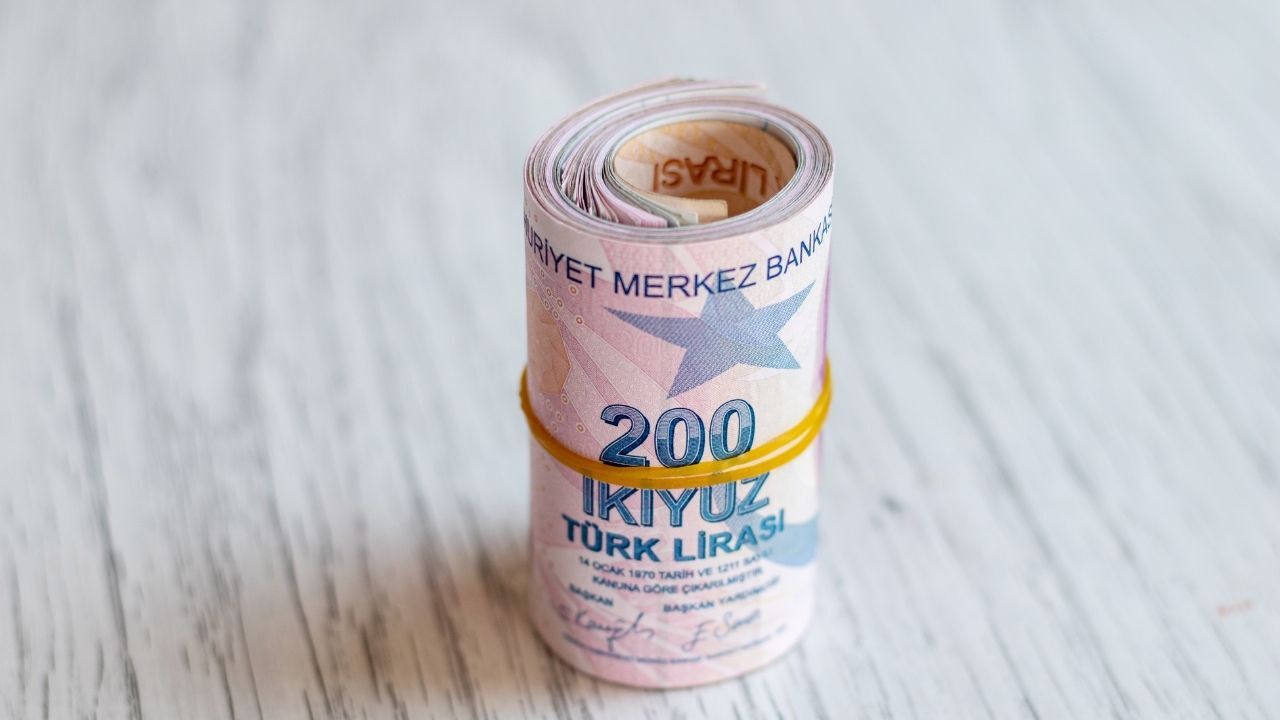 LİRASI
URİYET MERKEZ BANKAS
200
İKİYÜZ
TÜRK LİRASI
14 OCAK 1970 TARİH VE 1211 SAYILI
KANUNA GÖRE ÇIKARILMIŞTIR
BAŞKAN BAŞKAN YARDIMCISI